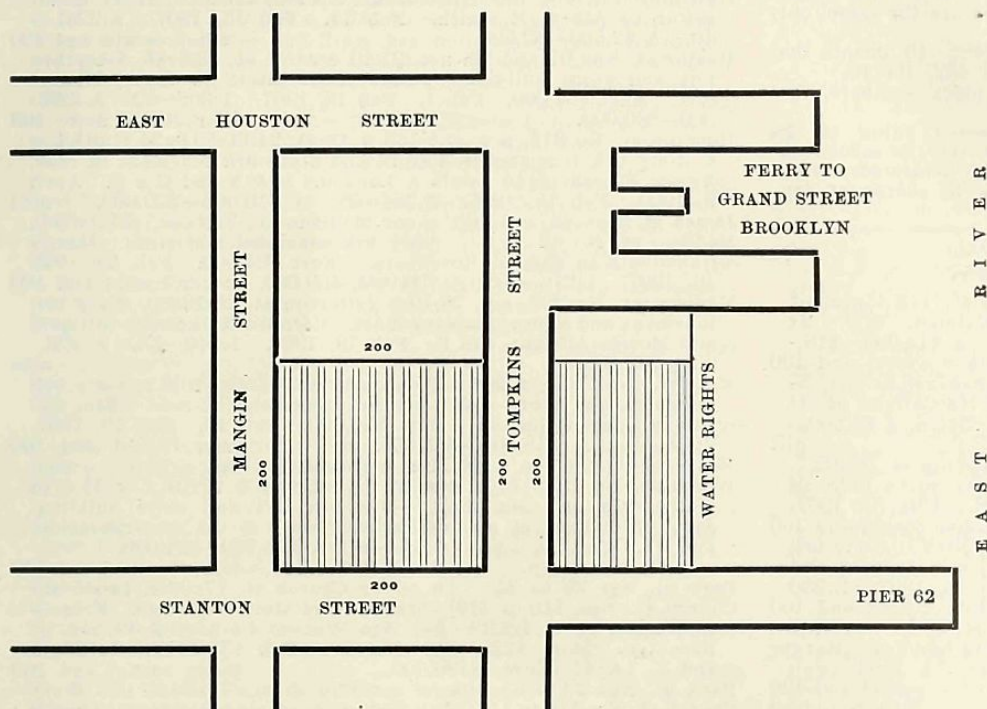 EAST HOUSTON STREET
FERRY TO
GRAND STREET
BROOKLYN
MANGIN STREET
TOMPKINS STREET
200
200
200
200
200
WATER RIGHTS
EAST RIVER
STANTON STREET
PIER 62